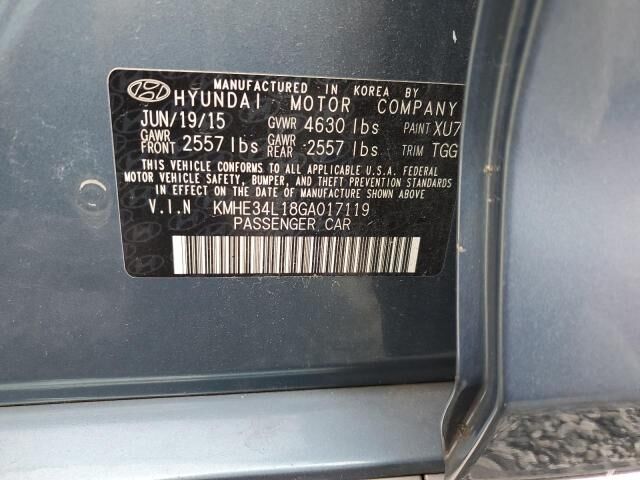 MANUFACTURED IN KOREA BY
HYUNDAI MOTOR COMPANY
JUN/19/15 GVWR 4630 lbs PAINT XU7
GAWR FRONT 2557 lbs GAWR REAR 2557 lbs TRIM TGG
THIS VEHICLE CONFORMS TO ALL APPLICABLE U.S.A. FEDERAL
MOTOR VEHICLE SAFETY, BUMPER, AND THEFT PREVENTION STANDARDS
IN EFFECT ON THE DATE OF MANUFACTURE SHOWN ABOVE
V.I.N KMHE34L18GA017119
PASSENGER CAR